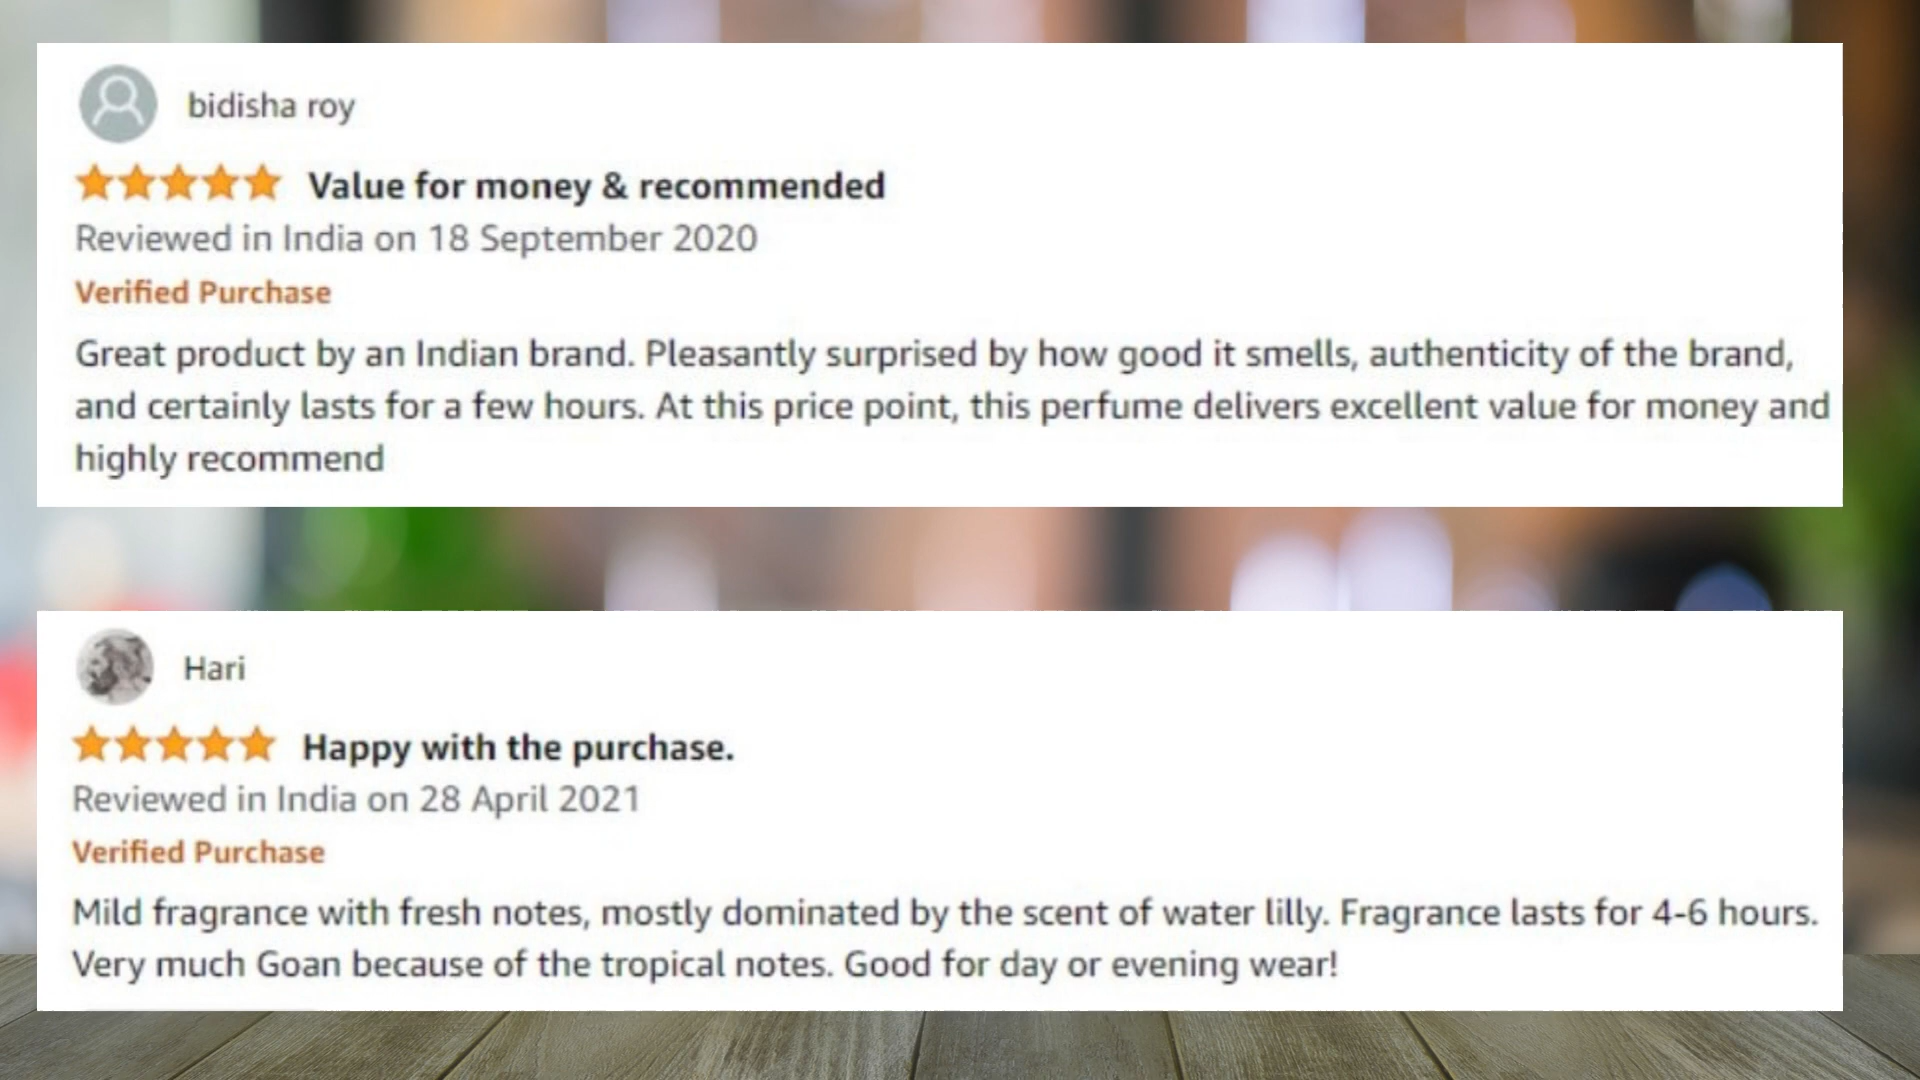 bidisha roy
Value for money & recommended
Reviewed in India on 18 September 2020
Verified Purchase
Great product by an Indian brand. Pleasantly surprised by how good it smells, authenticity of the brand,
and certainly lasts for a few hours. At this price point, this perfume delivers excellent value for money and
highly recommend
Hari
Happy with the purchase.
Reviewed in India on 28 April 2021
Verified Purchase
Mild fragrance with fresh notes, mostly dominated by the scent of water lilly. Fragrance lasts for 4-6 hours.
Very much Goan because of the tropical notes. Good for day or evening wear!